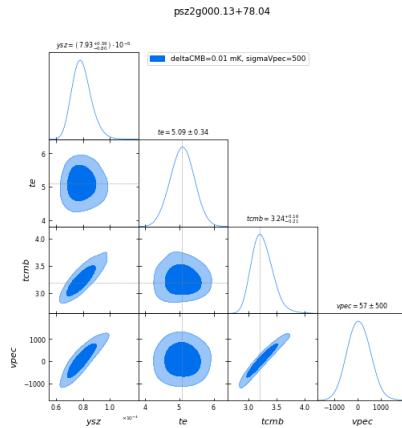 psz2g000.13+78.04
ysz = (7.93 +0.59 −0.80) · 10⁻⁵
deltaCMB=0.01 mK, sigmaVpec=500
te = 5.09 ± 0.34
6
te
5
4
tcmb = 3.24 +0.16 −0.21
4.0
tcmb
3.5
3.0
vpec = 57 ± 500
1000
vpec
0
−1000
0.6 0.8 1.0 4 5 6 3.0 3.5 4.0 −1000 0 1000
ysz ×10⁻⁴ te tcmb vpec